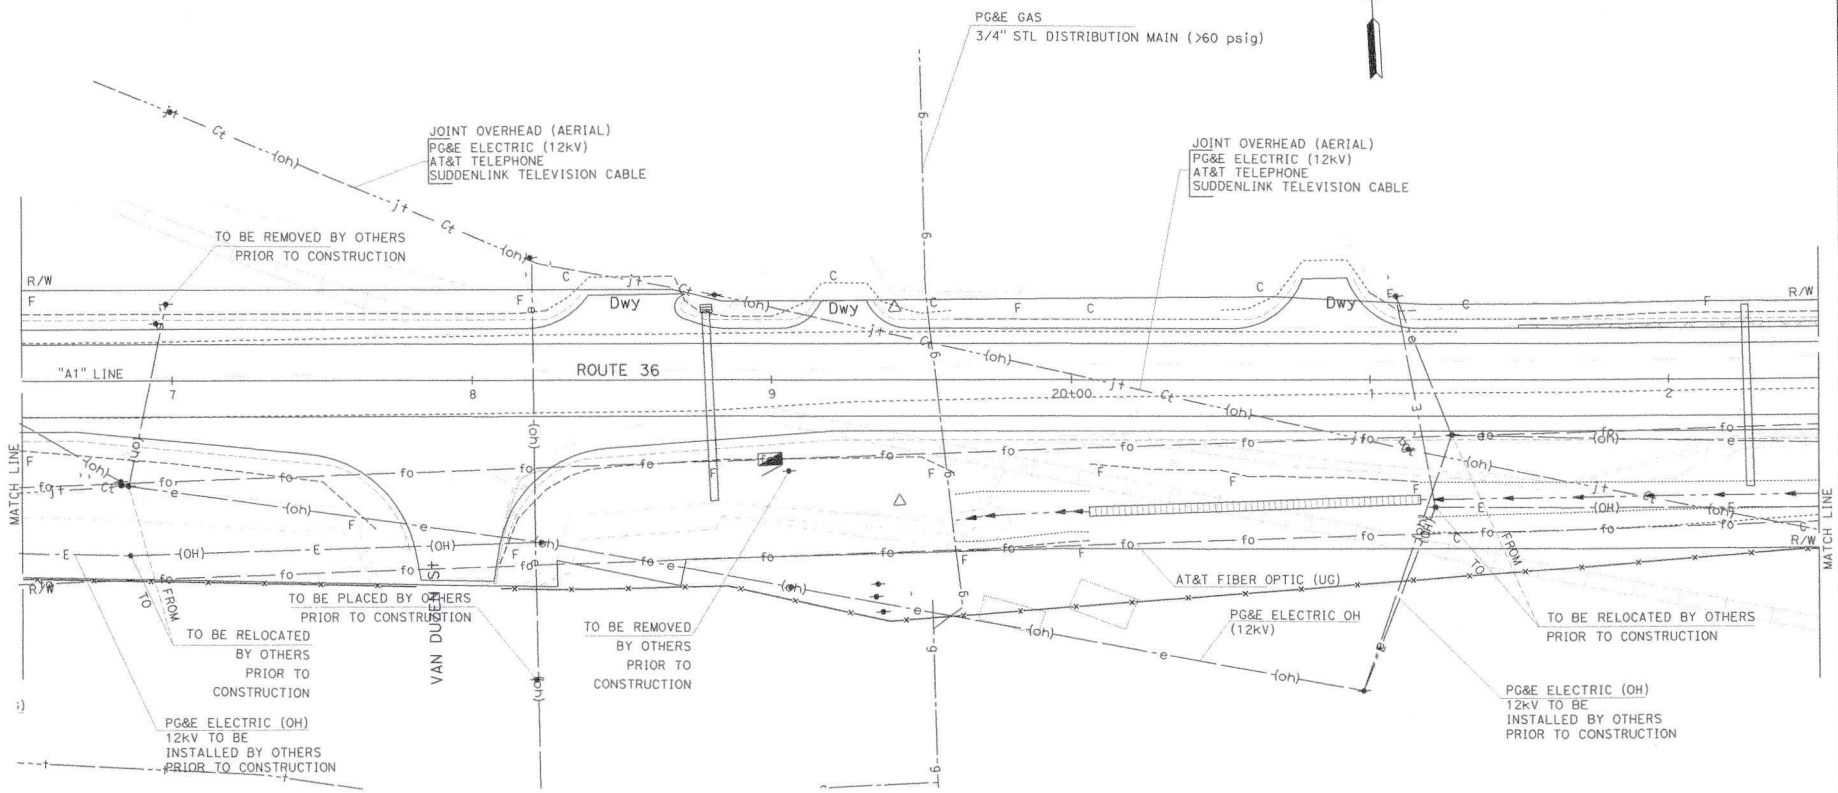 PG&E GAS
3/4" STL DISTRIBUTION MAIN (>60 psig)
JOINT OVERHEAD (AERIAL)
PG&E ELECTRIC (12kV)
AT&T TELEPHONE
SUDDENLINK TELEVISION CABLE
JOINT OVERHEAD (AERIAL)
PG&E ELECTRIC (12kV)
AT&T TELEPHONE
SUDDENLINK TELEVISION CABLE
TO BE REMOVED BY OTHERS
PRIOR TO CONSTRUCTION
R/W
R/W
Dwy
Dwy
Dwy
"A1" LINE
ROUTE 36
7
8
9
20+00
1
2
MATCH LINE
MATCH LINE
R/W
R/W
VAN DUZEN St
FROM
TO
FROM
TO
AT&T FIBER OPTIC (UG)
TO BE PLACED BY OTHERS
PRIOR TO CONSTRUCTION
PG&E ELECTRIC OH
(12kV)
TO BE RELOCATED BY OTHERS
PRIOR TO CONSTRUCTION
TO BE RELOCATED
BY OTHERS
PRIOR TO
CONSTRUCTION
TO BE REMOVED
BY OTHERS
PRIOR TO
CONSTRUCTION
PG&E ELECTRIC (OH)
12kV TO BE
INSTALLED BY OTHERS
PRIOR TO CONSTRUCTION
PG&E ELECTRIC (OH)
12kV TO BE
INSTALLED BY OTHERS
PRIOR TO CONSTRUCTION